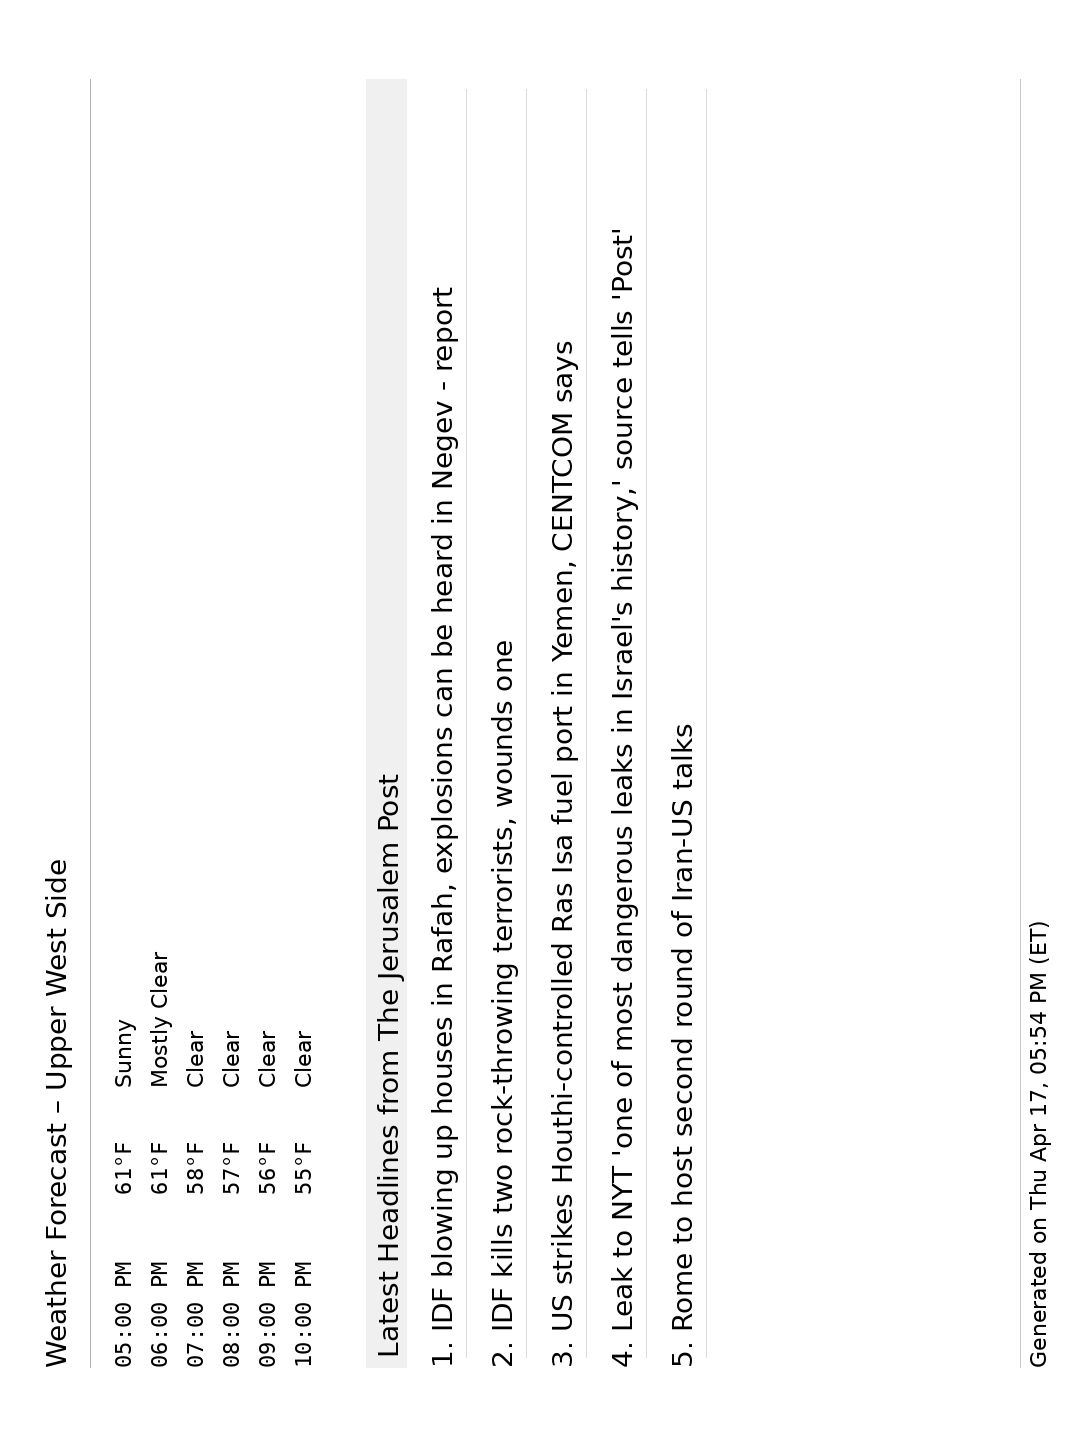 Weather Forecast – Upper West Side
05:00 PM 61°F Sunny
06:00 PM 61°F Mostly Clear
07:00 PM 58°F Clear
08:00 PM 57°F Clear
09:00 PM 56°F Clear
10:00 PM 55°F Clear
Latest Headlines from The Jerusalem Post
1. IDF blowing up houses in Rafah, explosions can be heard in Negev - report
2. IDF kills two rock-throwing terrorists, wounds one
3. US strikes Houthi-controlled Ras Isa fuel port in Yemen, CENTCOM says
4. Leak to NYT 'one of most dangerous leaks in Israel's history,' source tells 'Post'
5. Rome to host second round of Iran-US talks
Generated on Thu Apr 17, 05:54 PM (ET)